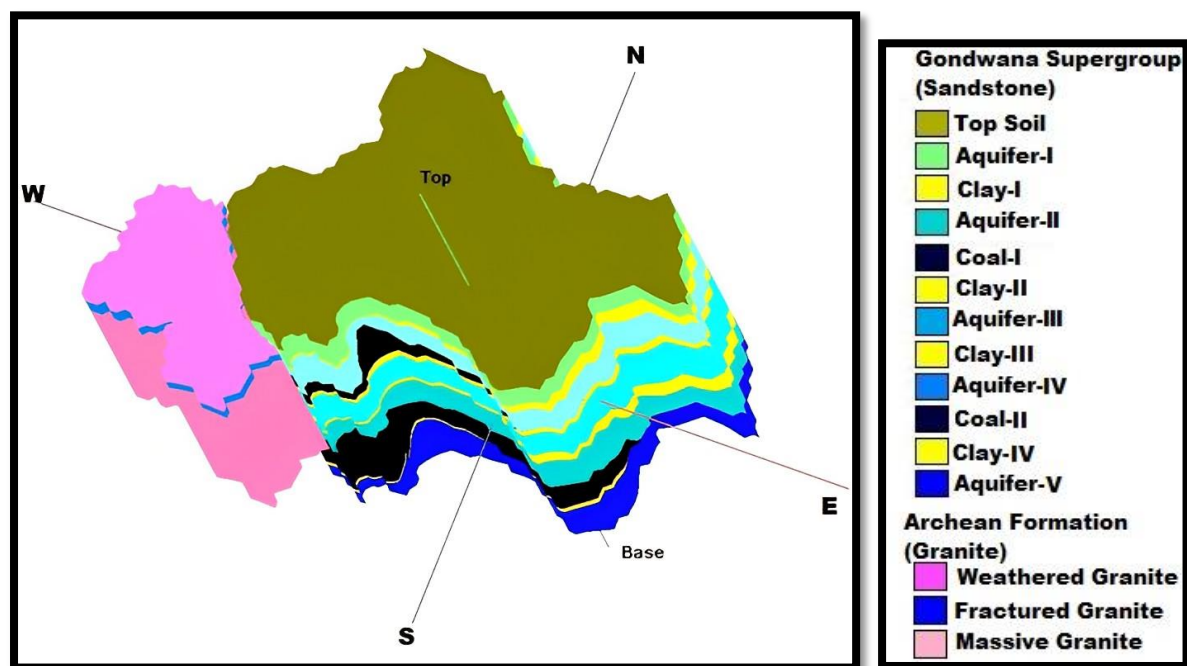 N
W
Top
E
Base
S
Gondwana Supergroup
(Sandstone)
Top Soil
Aquifer-I
Clay-I
Aquifer-II
Coal-I
Clay-II
Aquifer-III
Clay-III
Aquifer-IV
Coal-II
Clay-IV
Aquifer-V
Archean Formation
(Granite)
Weathered Granite
Fractured Granite
Massive Granite